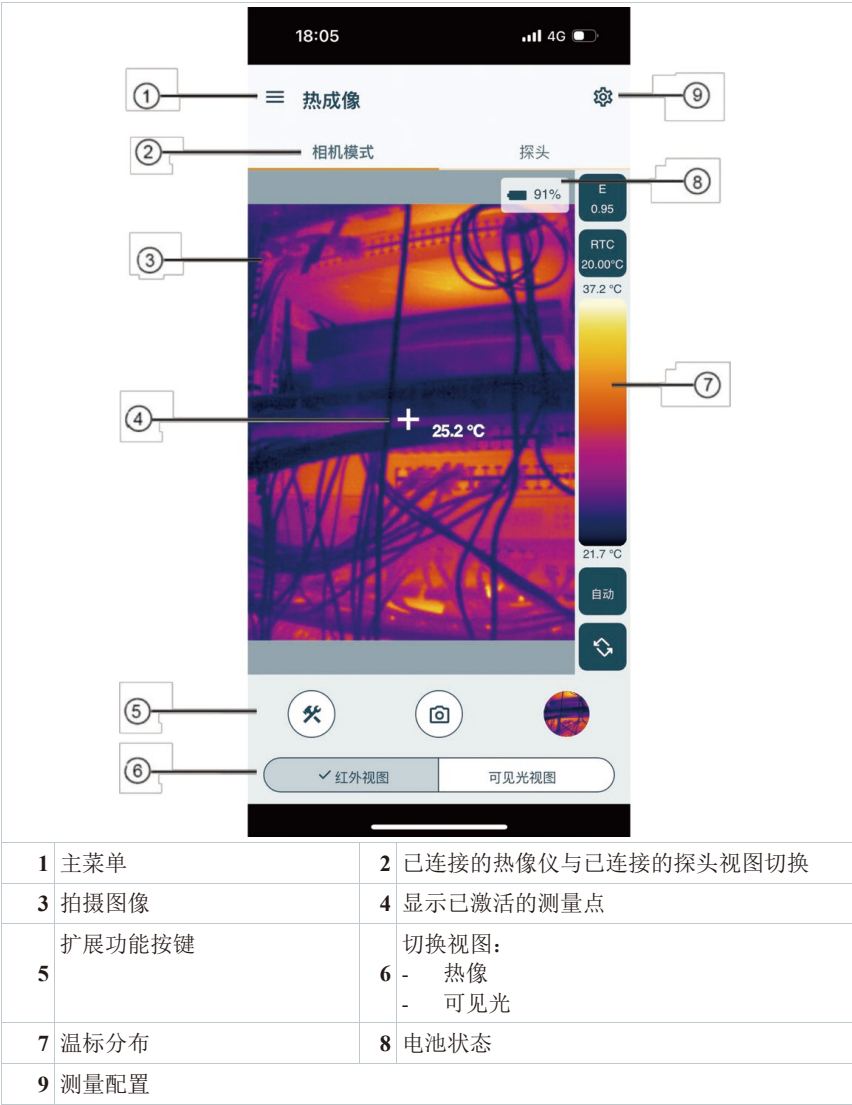 18:05 4G
① 热成像 ⑨
② 相机模式 探头
91% ⑧
E
0.95
RTC
20.00°C
37.2 °C
③
⑦
④ 25.2 °C
21.7 °C
自动
⑤
⑥ 红外视图 可见光视图
1 主菜单 2 已连接的热像仪与已连接的探头视图切换
3 拍摄图像 4 显示已激活的测量点
5 扩展功能按键 6 切换视图：
- 热像
- 可见光
7 温标分布 8 电池状态
9 测量配置